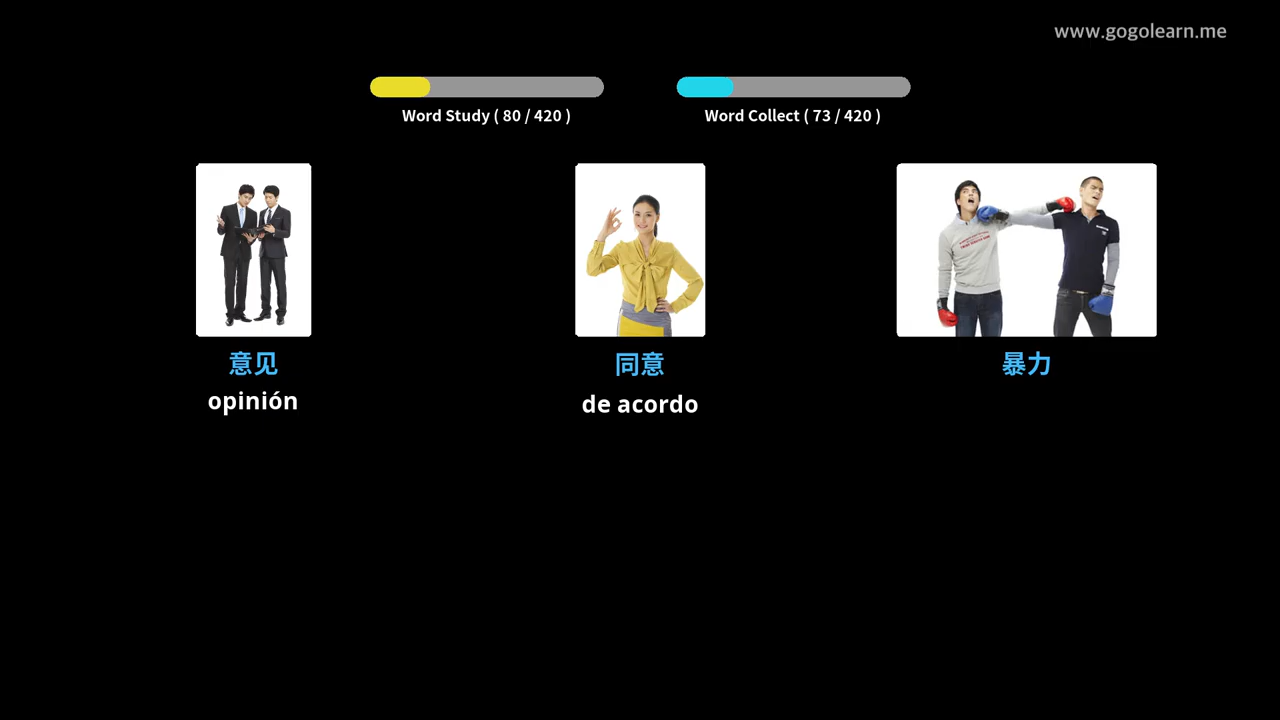 www.gogolearn.me
Word Study ( 80 / 420 )
Word Collect ( 73 / 420 )
意见
同意
暴力
opinión
de acordo